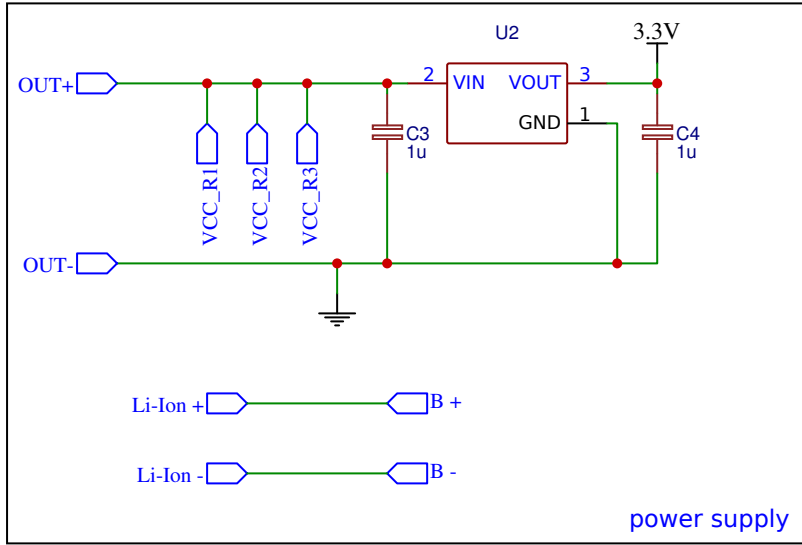 U2
3.3V
OUT+
2
VIN
VOUT
3
GND
1
C3
1u
C4
1u
VCC_R1
VCC_R2
VCC_R3
OUT-
Li-Ion +
B +
Li-Ion -
B -
power supply